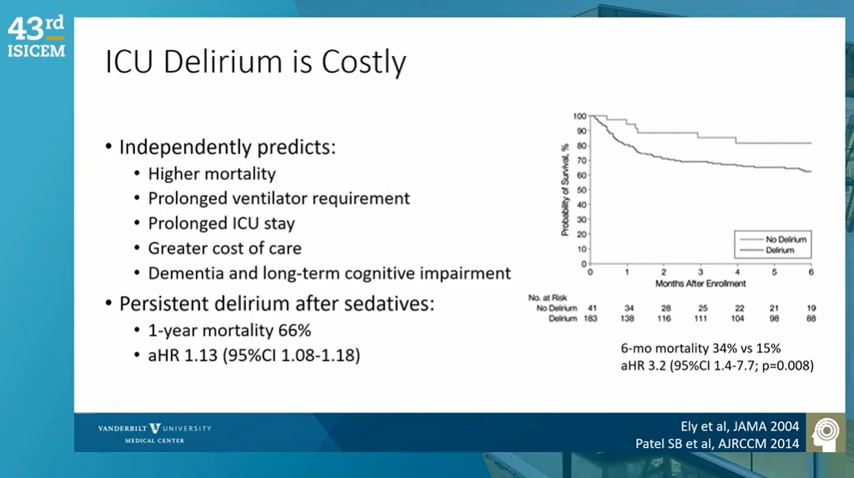 43rd
ISICEM
ICU Delirium is Costly
• Independently predicts:
• Higher mortality
• Prolonged ventilator requirement
• Prolonged ICU stay
• Greater cost of care
• Dementia and long-term cognitive impairment
• Persistent delirium after sedatives:
• 1-year mortality 66%
• aHR 1.13 (95%CI 1.08-1.18)
Probability of Survival, %
100
90
80
70
60
50
40
30
20
10
0
No Delirium
Delirium
0 1 2 3 4 5 6
Months After Enrollment
No. at Risk
No Delirium 41 34 28 25 22 21 19
Delirium 183 138 116 111 104 98 88
6-mo mortality 34% vs 15%
aHR 3.2 (95%CI 1.4-7.7; p=0.008)
VANDERBILT V UNIVERSITY
MEDICAL CENTER
Ely et al, JAMA 2004
Patel SB et al, AJRCCM 2014